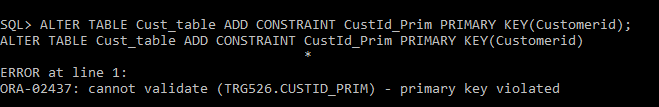 SQL> ALTER TABLE Cust_table ADD CONSTRAINT CustId_Prim PRIMARY KEY(Customerid);
ALTER TABLE Cust_table ADD CONSTRAINT CustId_Prim PRIMARY KEY(Customerid)
*
ERROR at line 1:
ORA-02437: cannot validate (TRG526.CUSTID_PRIM) - primary key violated